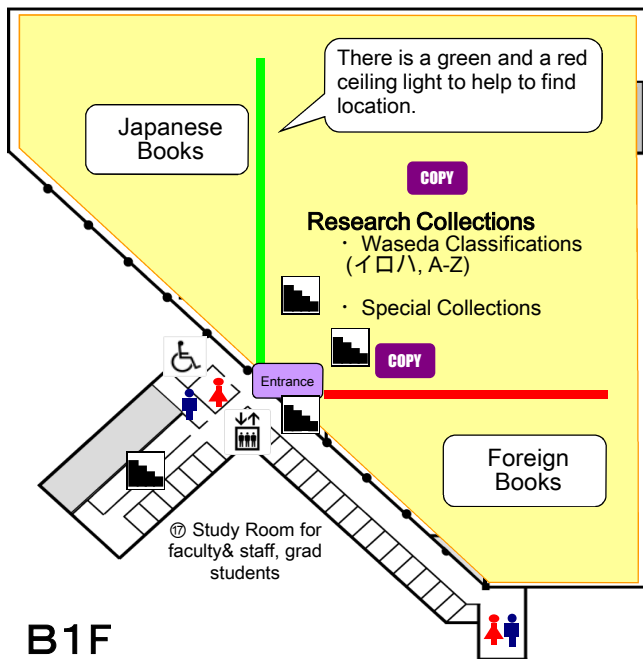 There is a green and a red
ceiling light to help to find
location.
Japanese
Books
COPY
Research Collections
・ Waseda Classifications
(イロハ, A-Z)
・ Special Collections
COPY
Entrance
Foreign
Books
⑰ Study Room for
faculty& staff, grad
students
B1F